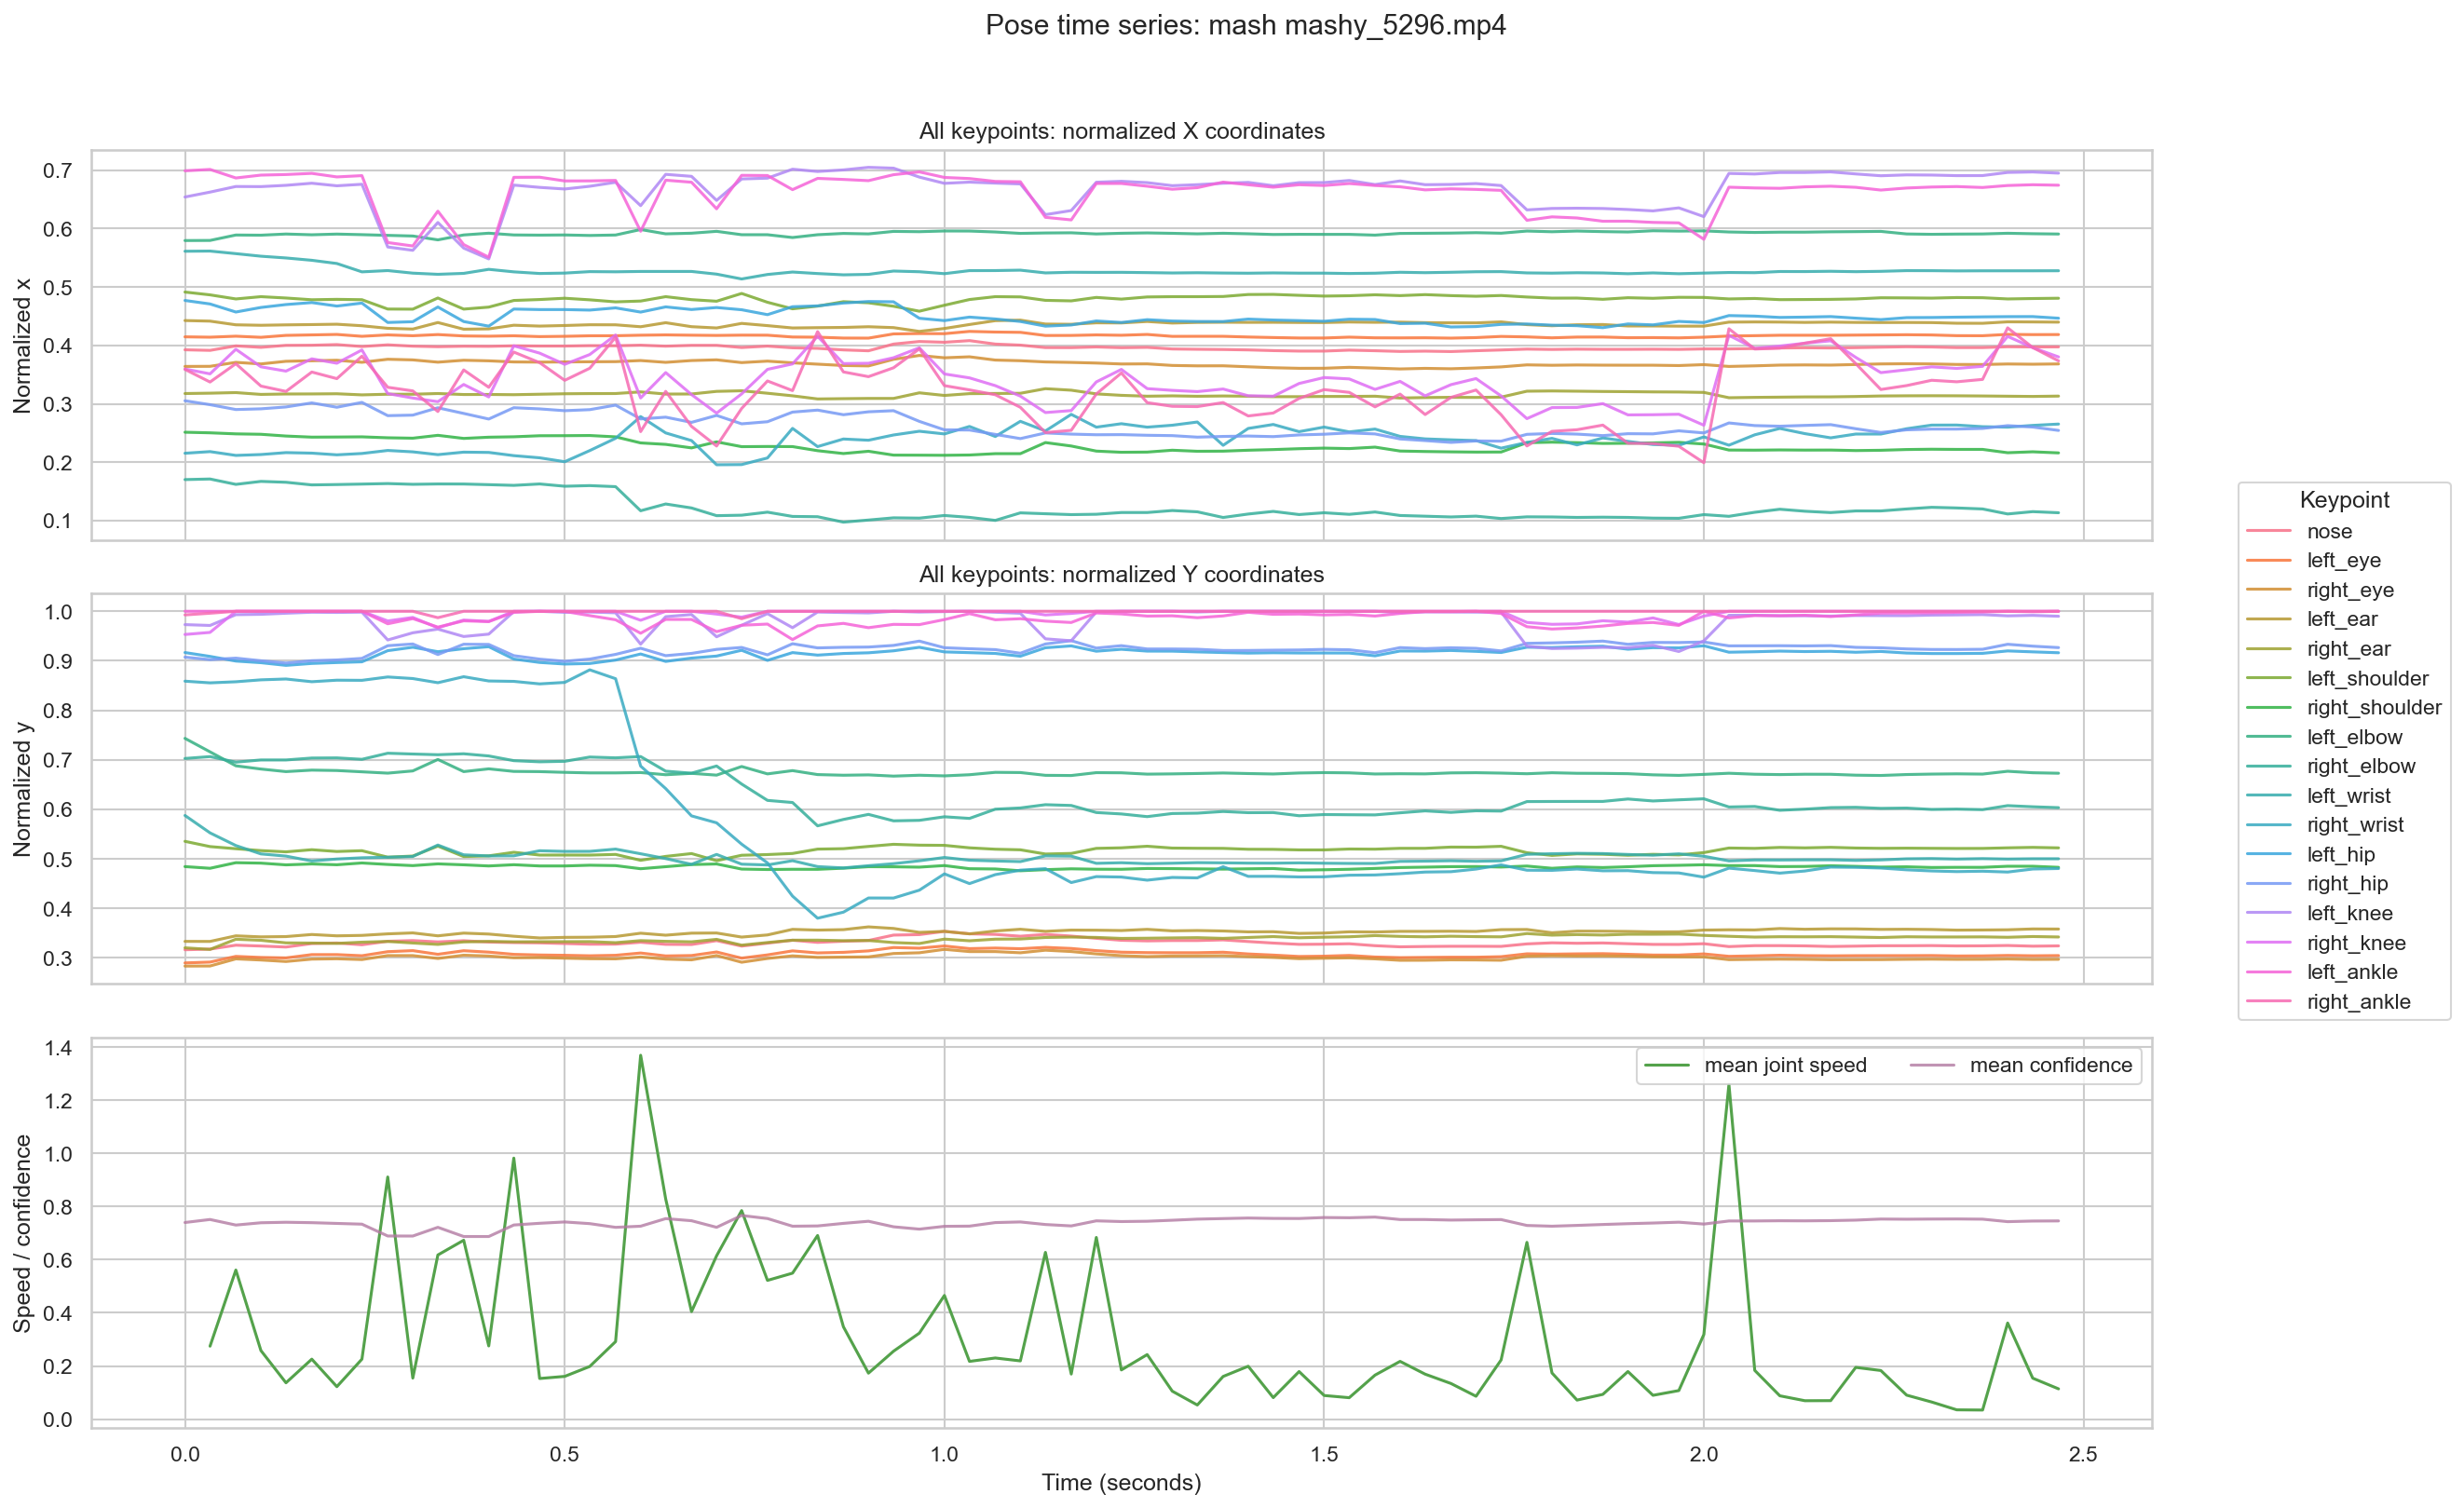 Pose time series: mash mashy_5296.mp4
All keypoints: normalized X coordinates
Normalized x
0.7
0.6
0.5
0.4
0.3
0.2
0.1
All keypoints: normalized Y coordinates
Normalized y
1.0
0.9
0.8
0.7
0.6
0.5
0.4
0.3
Keypoint
nose
left_eye
right_eye
left_ear
right_ear
left_shoulder
right_shoulder
left_elbow
right_elbow
left_wrist
right_wrist
left_hip
right_hip
left_knee
right_knee
left_ankle
right_ankle
mean joint speed mean confidence
Speed / confidence
1.4
1.2
1.0
0.8
0.6
0.4
0.2
0.0
0.0 0.5 1.0 1.5 2.0 2.5
Time (seconds)